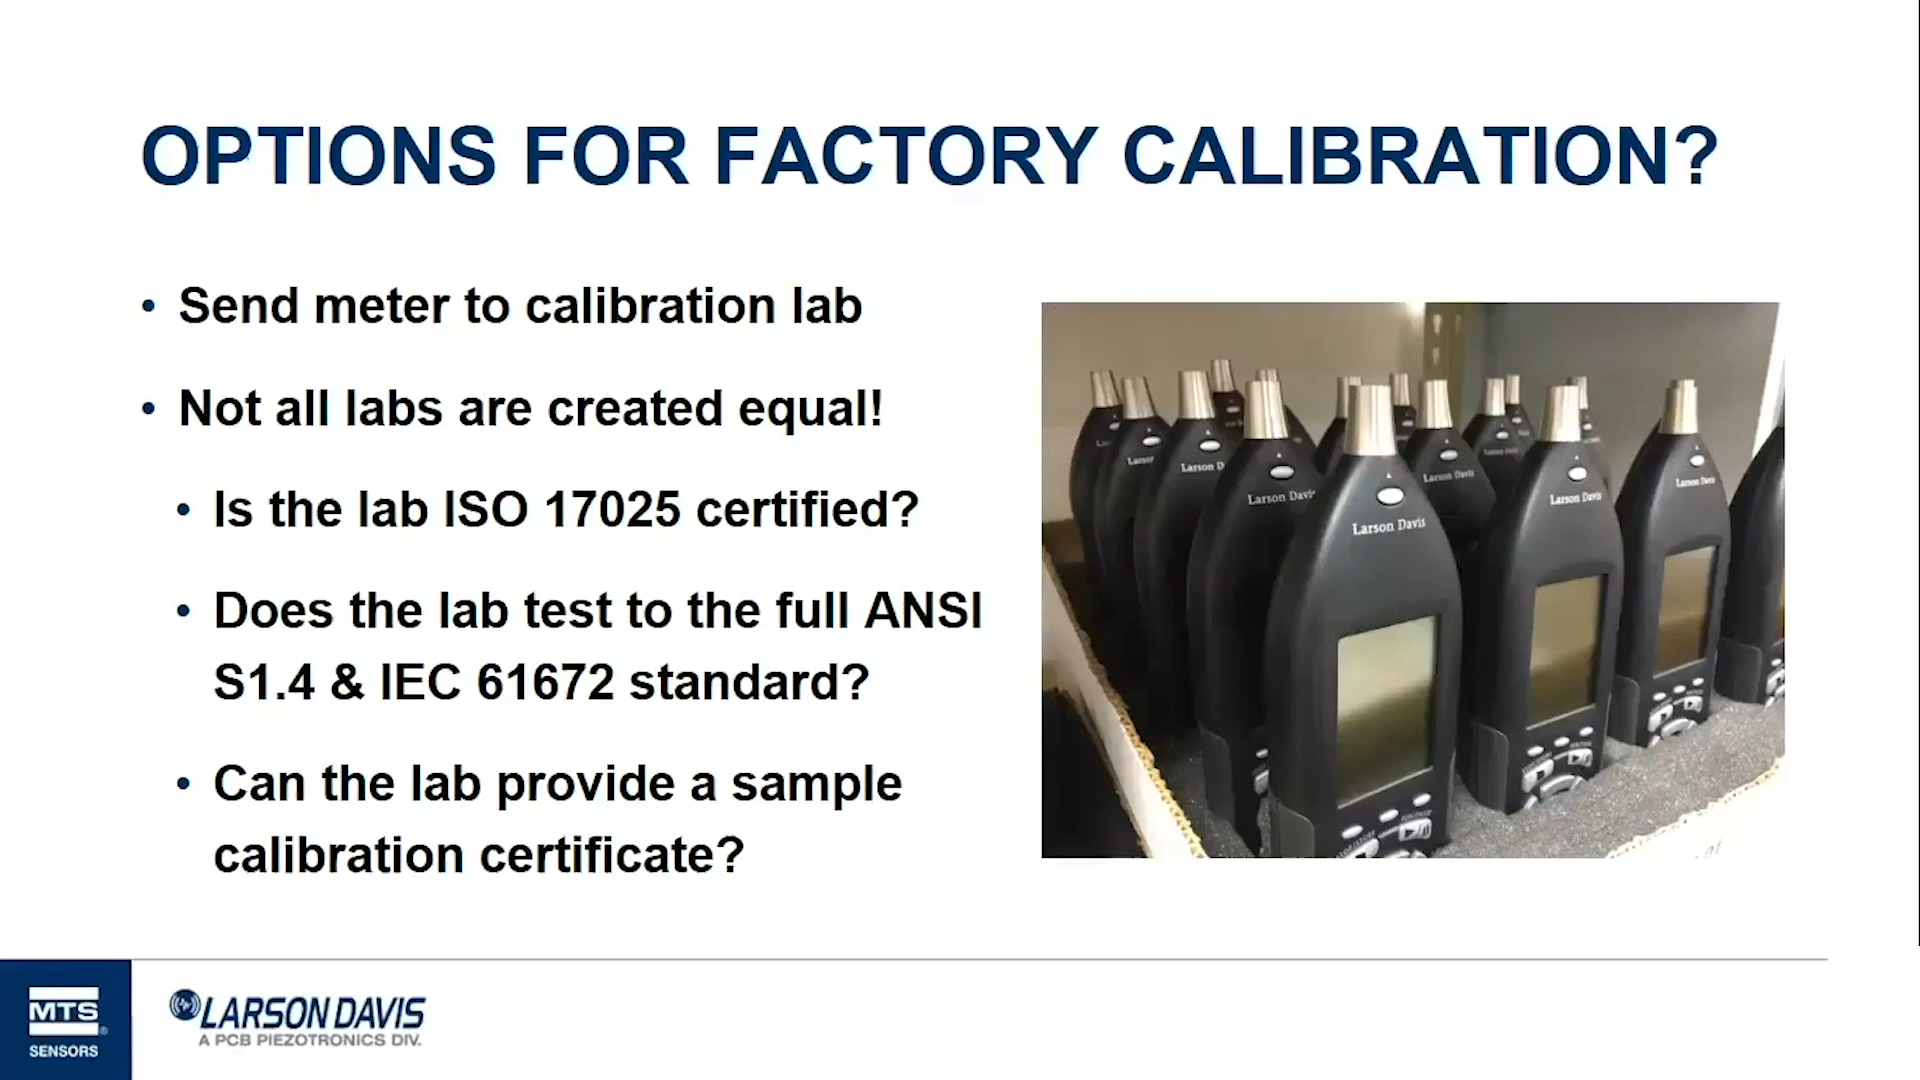 OPTIONS FOR FACTORY CALIBRATION?
• Send meter to calibration lab
• Not all labs are created equal!
• Is the lab ISO 17025 certified?
• Does the lab test to the full ANSI
S1.4 & IEC 61672 standard?
• Can the lab provide a sample
calibration certificate?
Larson Davis
Larson Davis
Larson Davis
Larson Davis
Larson Davis
MTS
SENSORS
LARSON DAVIS
A PCB PIEZOTRONICS DIV.